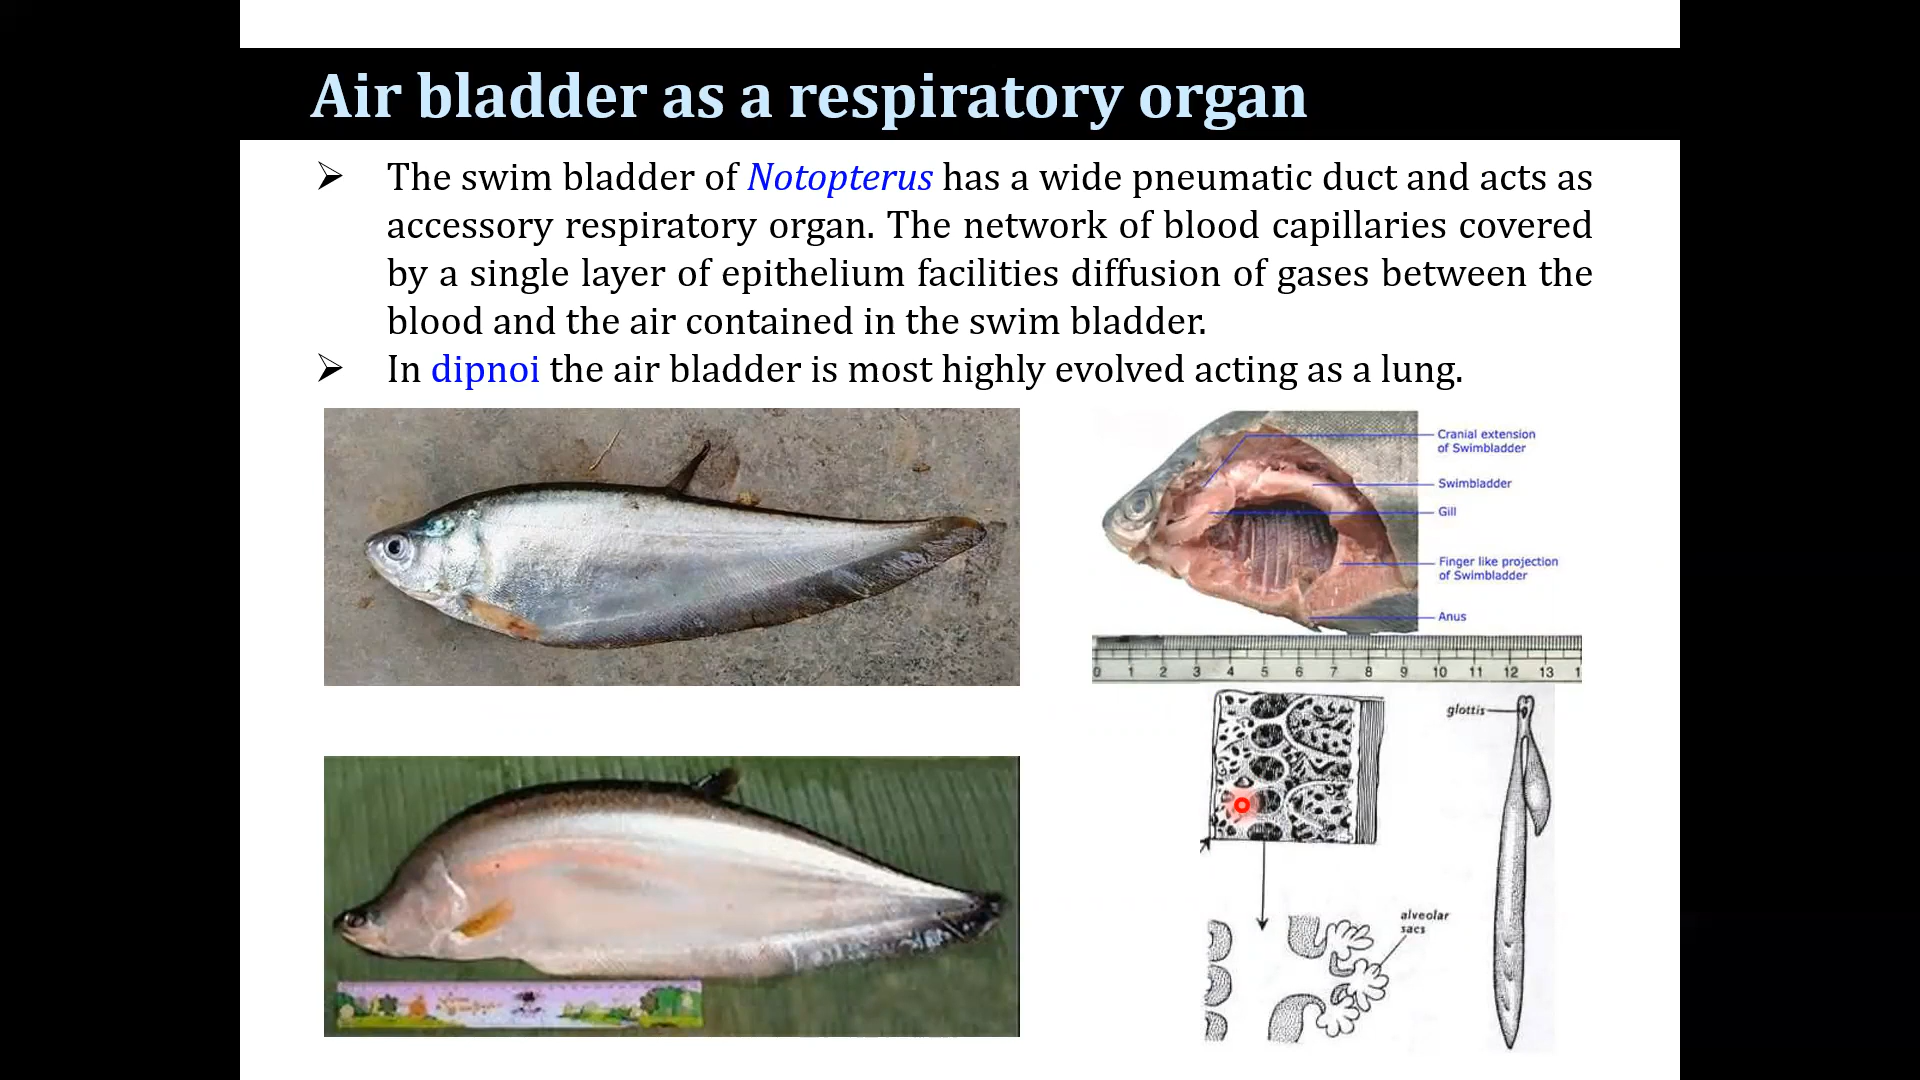 Air bladder as a respiratory organ
The swim bladder of Notopterus has a wide pneumatic duct and acts as
accessory respiratory organ. The network of blood capillaries covered
by a single layer of epithelium facilities diffusion of gases between the
blood and the air contained in the swim bladder.
In dipnoi the air bladder is most highly evolved acting as a lung.
Cranial extension
of Swimbladder
Swimbladder
Gill
Finger like projection
of Swimbladder
Anus
0 1 2 3 4 5 6 7 8 9 10 11 12 13 1
glottis
alveolar
sacs